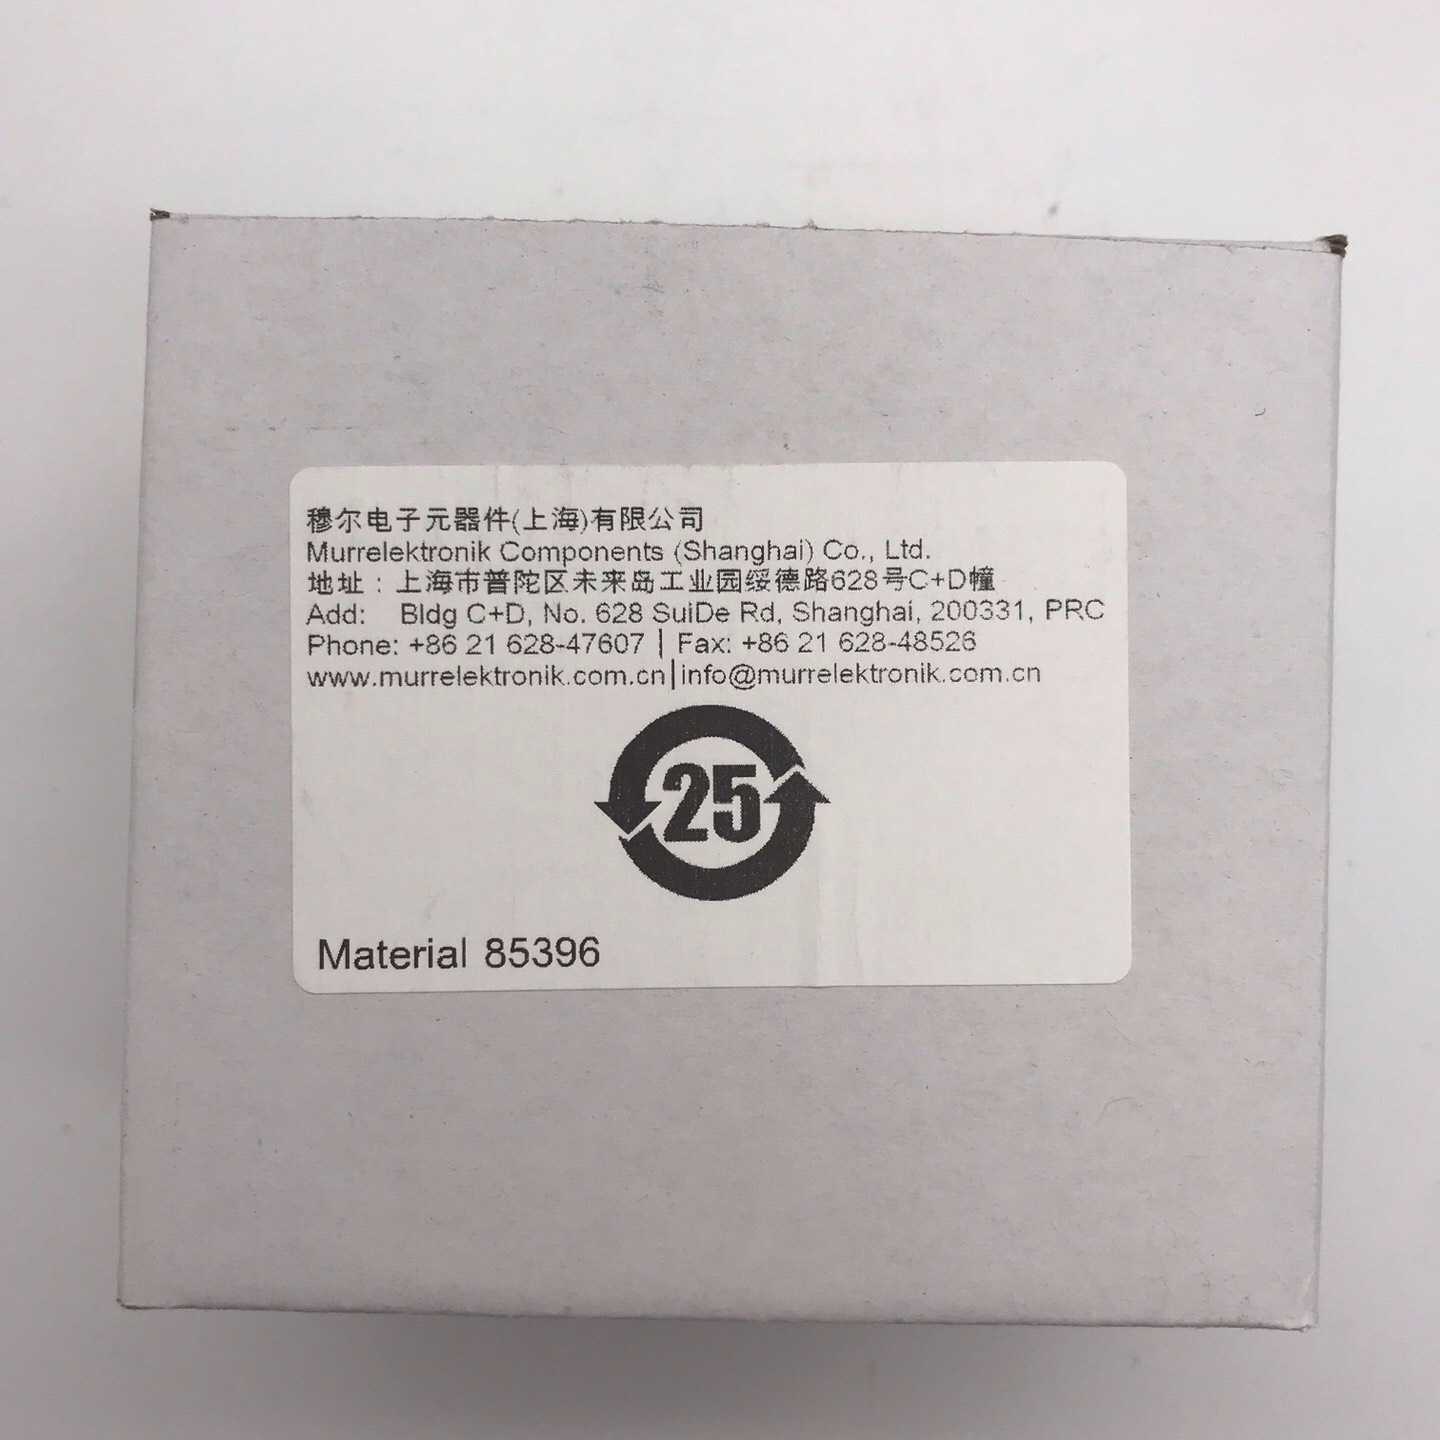 穆尔电子元器件(上海)有限公司
Murrelektronik Components (Shanghai) Co., Ltd.
地址：上海市普陀区未来岛工业园绥德路628号C+D幢
Add: Bldg C+D, No. 628 SuiDe Rd, Shanghai, 200331, PRC
Phone: +86 21 628-47607 | Fax: +86 21 628-48526
www.murrelektronik.com.cn|info@murrelektronik.com.cn
25
Material 85396